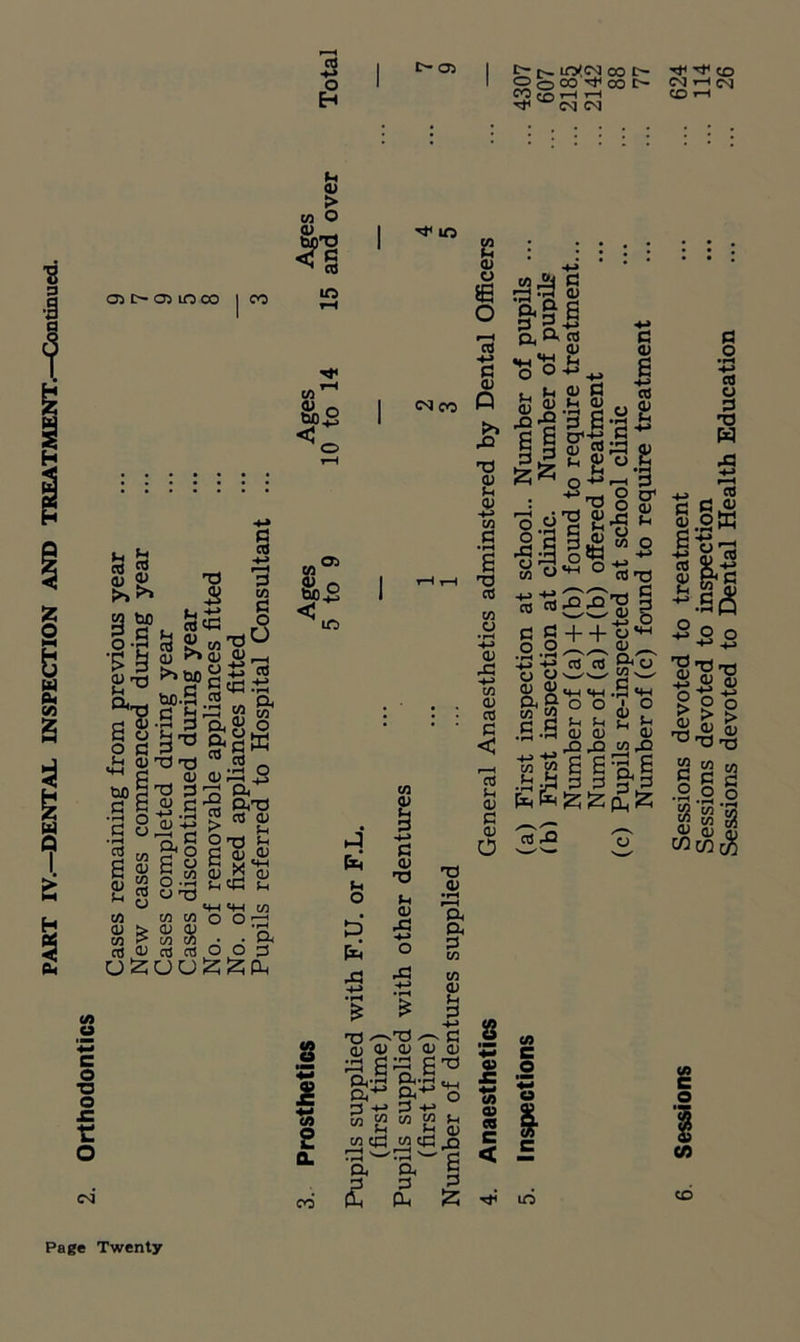 PART IV.—DENTAL INSPECTION AND TREATMENT.—Continued.
2. Orthodontics
Cases remaining from previous year ... 9
New cases commenced during year ... 7
Cases completed during year ... 9
Cases discontinued during year ... 5
No. of removable appliances fitted ... 8
No. of fixed appliances fitted ... —
Pupils referred to Hospital Consultant ... 3
3. Prosthetics
Ages 5 to 9 Ages 10 to 14 Ages 15 and over Total
Pupils supplied with F.U. or F.L.
(first time) — — — ... —
Pupils supplied with other dentures
(first time) ... 1 2 4 ... 7
Number of dentures supplied 1 3 5 ... 9
4. Anaesthetics
General Anaesthetics administered by Dental Officers ... —
5. Inspections
(a) First inspection at school.. Number of pupils ... ... 4307
(b) First inspection at clinic. Number of pupils ... 607
Number of (a)+(b) found to require treatment... ... 2185
Number of (a)+(b) offered treatment ... ... 2142
(c) Pupils re-inspected at school clinic ... ... 88
Number of (c) found to require treatment ... ... 77
6. Sessions
Sessions devoted to treatment ... ... 624
Sessions devoted to inspection ... ... 114
Sessions devoted to Dental Health Education ... ... 26
Page Twenty